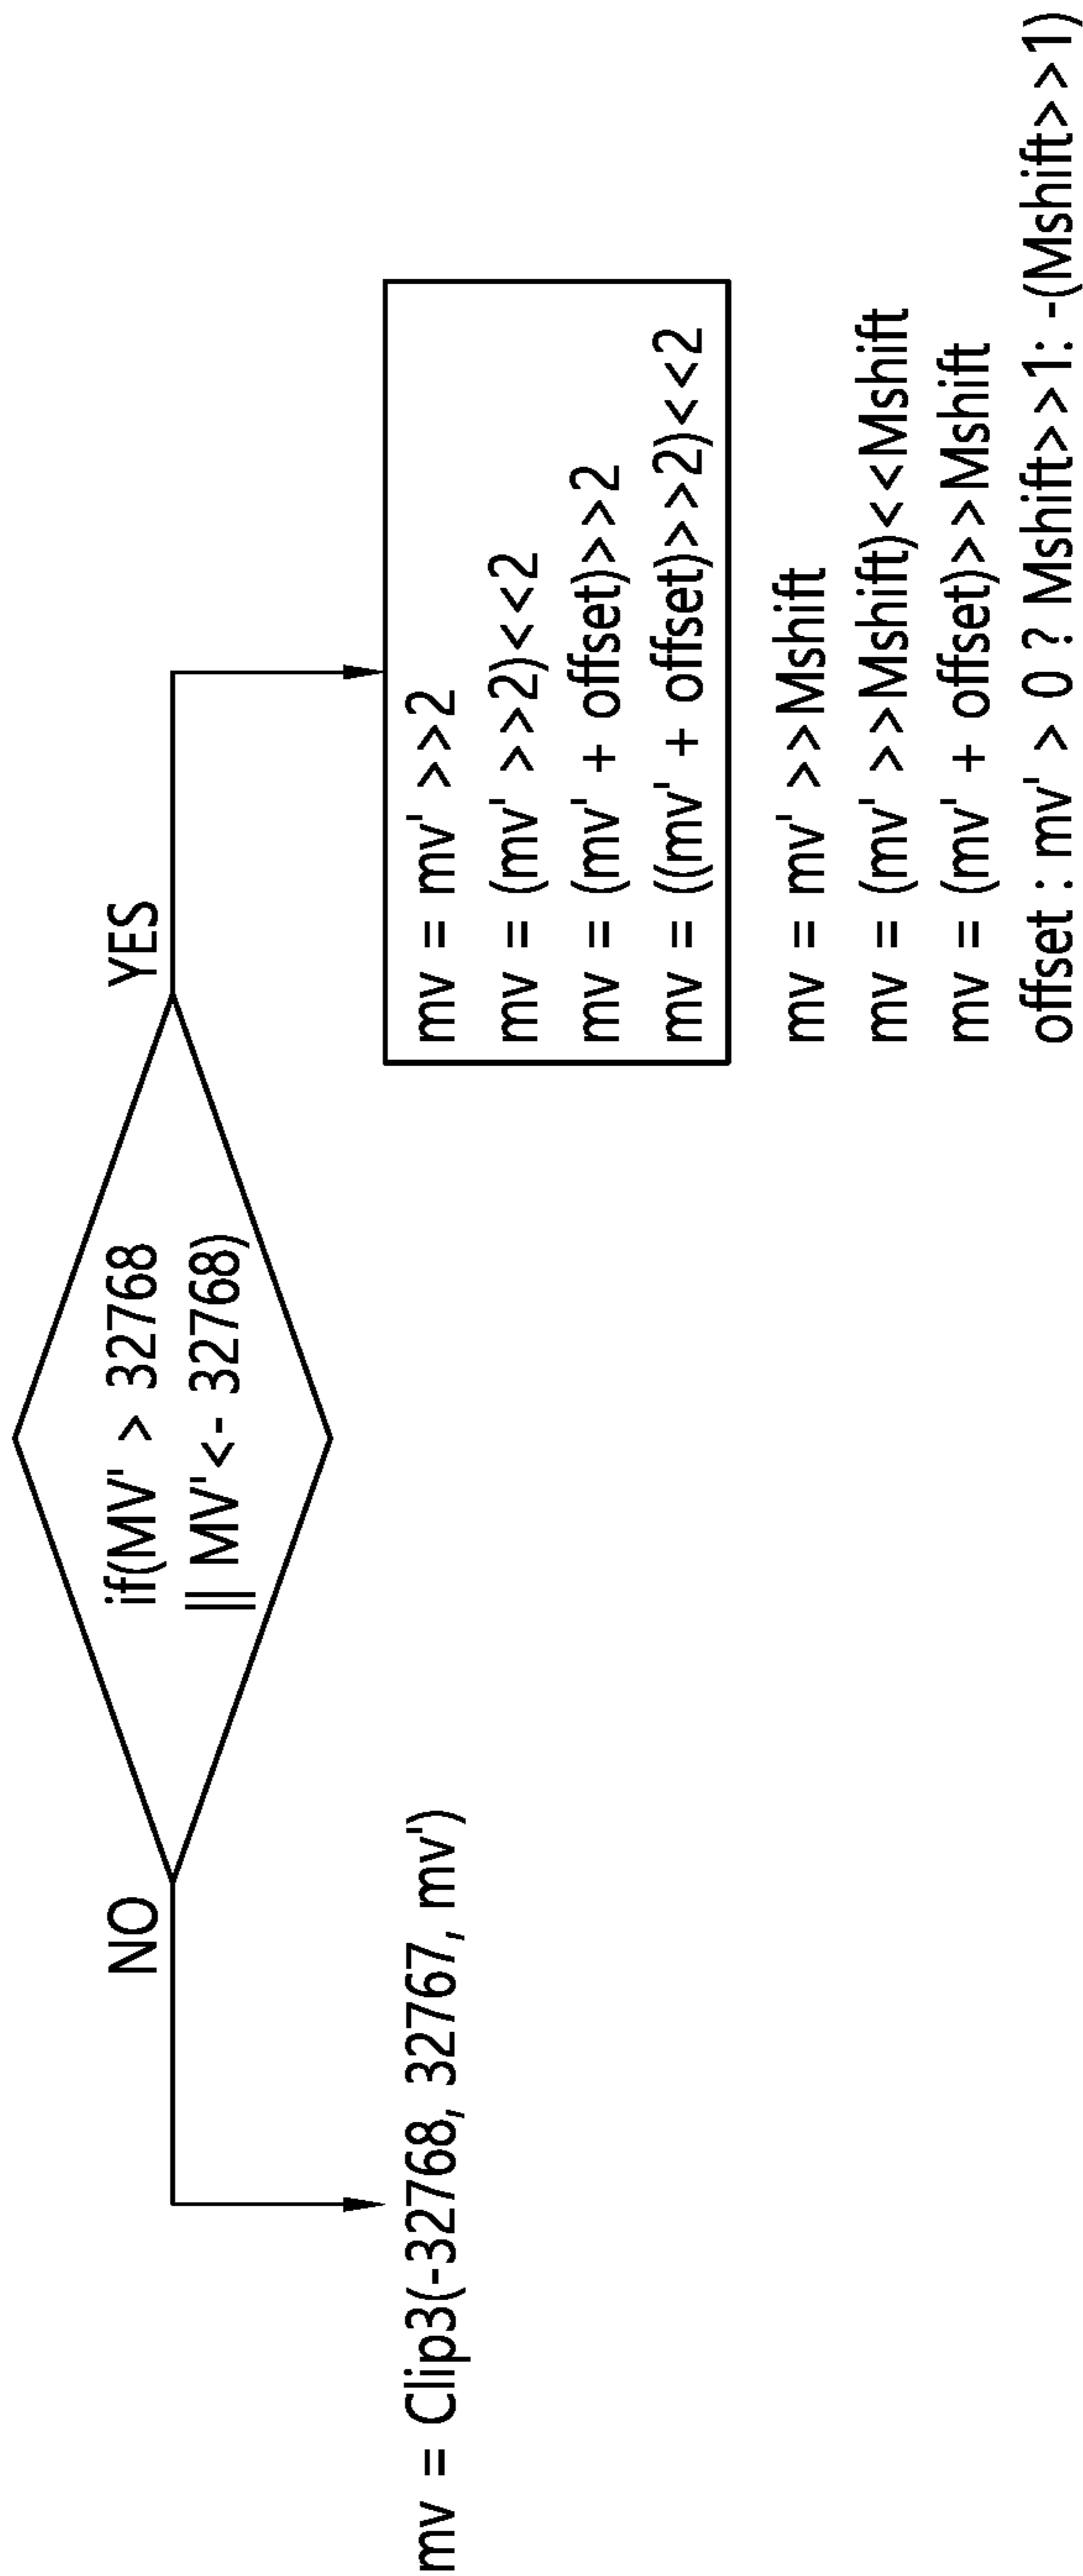 if(MV' > 32768
|| MV'<- 32768)
NO
YES
mv = Clip3(-32768, 32767, mv')
mv = mv' >>2
mv = (mv' >>2)<<2
mv = (mv' + offset)>>2
mv = ((mv' + offset)>>2)<<2
mv = mv' >>Mshift
mv = (mv' >>Mshift)<<Mshift
mv = (mv' + offset)>>Mshift
offset : mv' > 0 ? Mshift>>1: -(Mshift>>1)